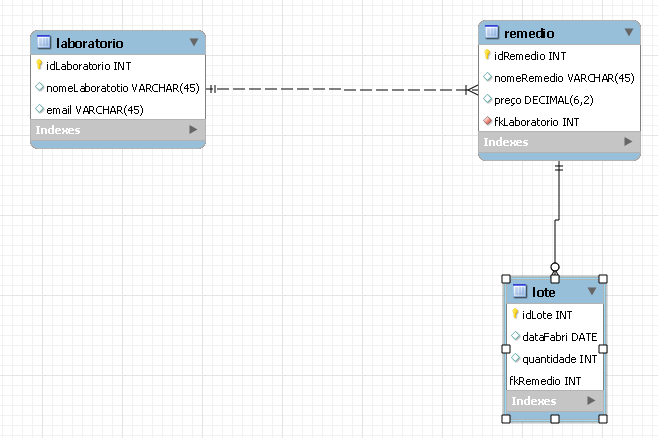 laboratorio
idLaboratorio INT
nomeLaboratotio VARCHAR(45)
email VARCHAR(45)
Indexes
remedio
idRemedio INT
nomeRemedio VARCHAR(45)
preço DECIMAL(6,2)
fkLaboratorio INT
Indexes
lote
idLote INT
dataFabri DATE
quantidade INT
fkRemedio INT
Indexes